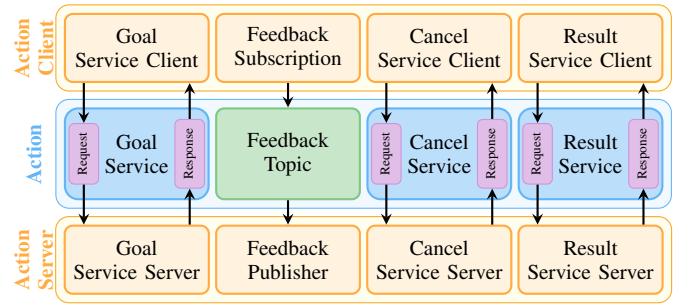 Action
Client
Goal
Service Client
Feedback
Subscription
Cancel
Service Client
Result
Service Client
Action
Request
Goal
Service
Response
Feedback
Topic
Request
Cancel
Service
Response
Request
Result
Service
Response
Action
Server
Goal
Service Server
Feedback
Publisher
Cancel
Service Server
Result
Service Server